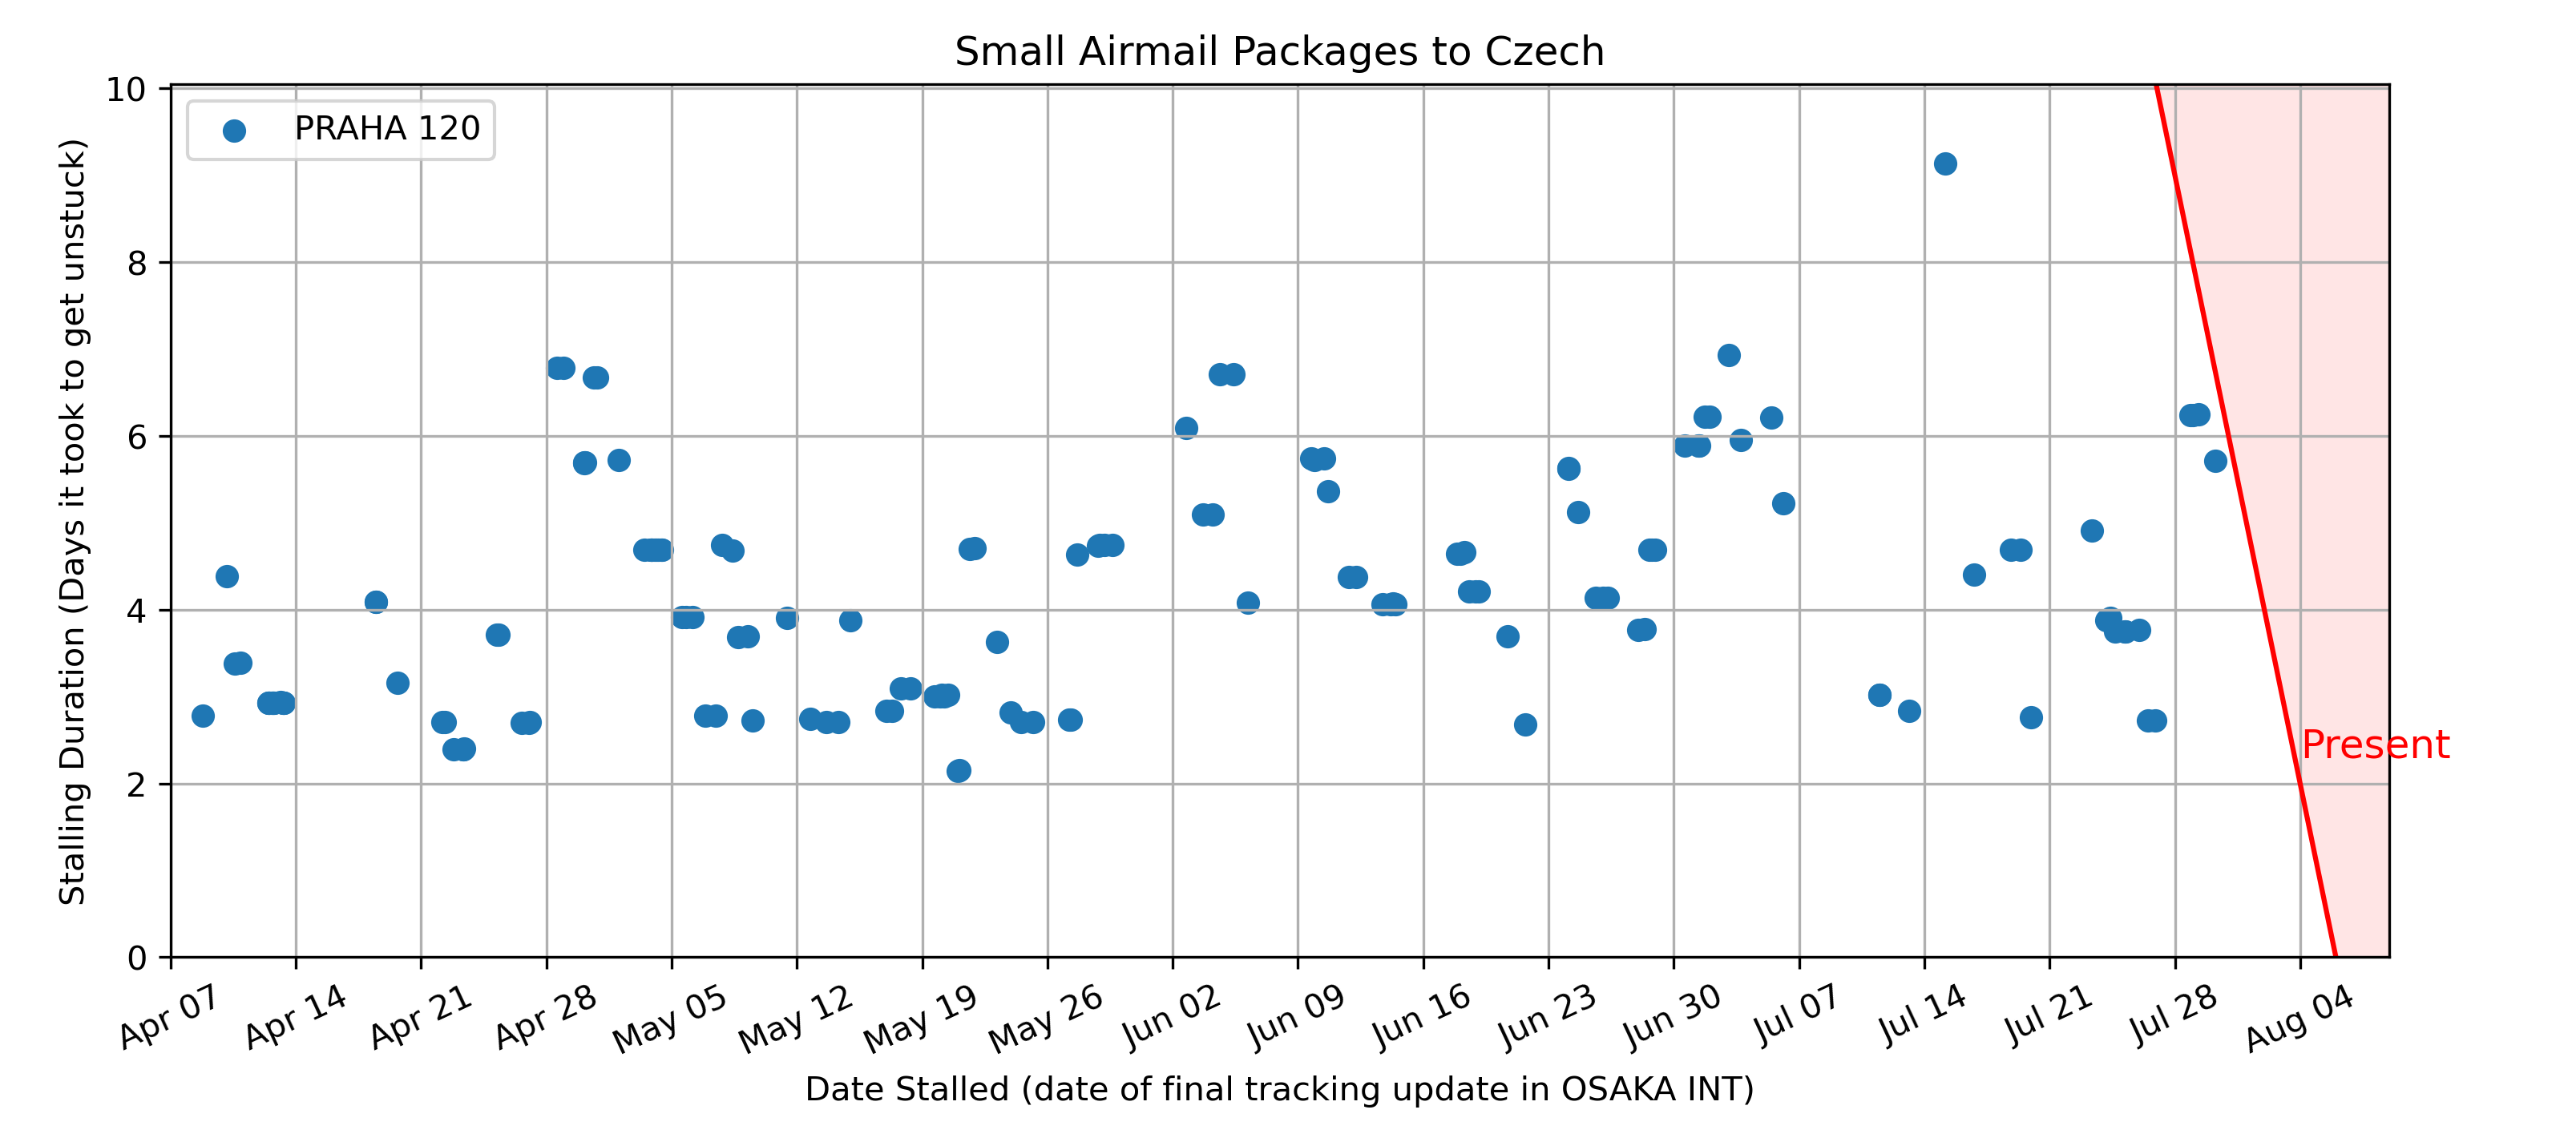 Small Airmail Packages to Czech
PRAHA 120
Stalling Duration (Days it took to get unstuck)
10
8
6
4
2
0
Present
Apr 07
Apr 14
Apr 21
Apr 28
May 05
May 12
May 19
May 26
Jun 02
Jun 09
Jun 16
Jun 23
Jun 30
Jul 07
Jul 14
Jul 21
Jul 28
Aug 04
Date Stalled (date of final tracking update in OSAKA INT)